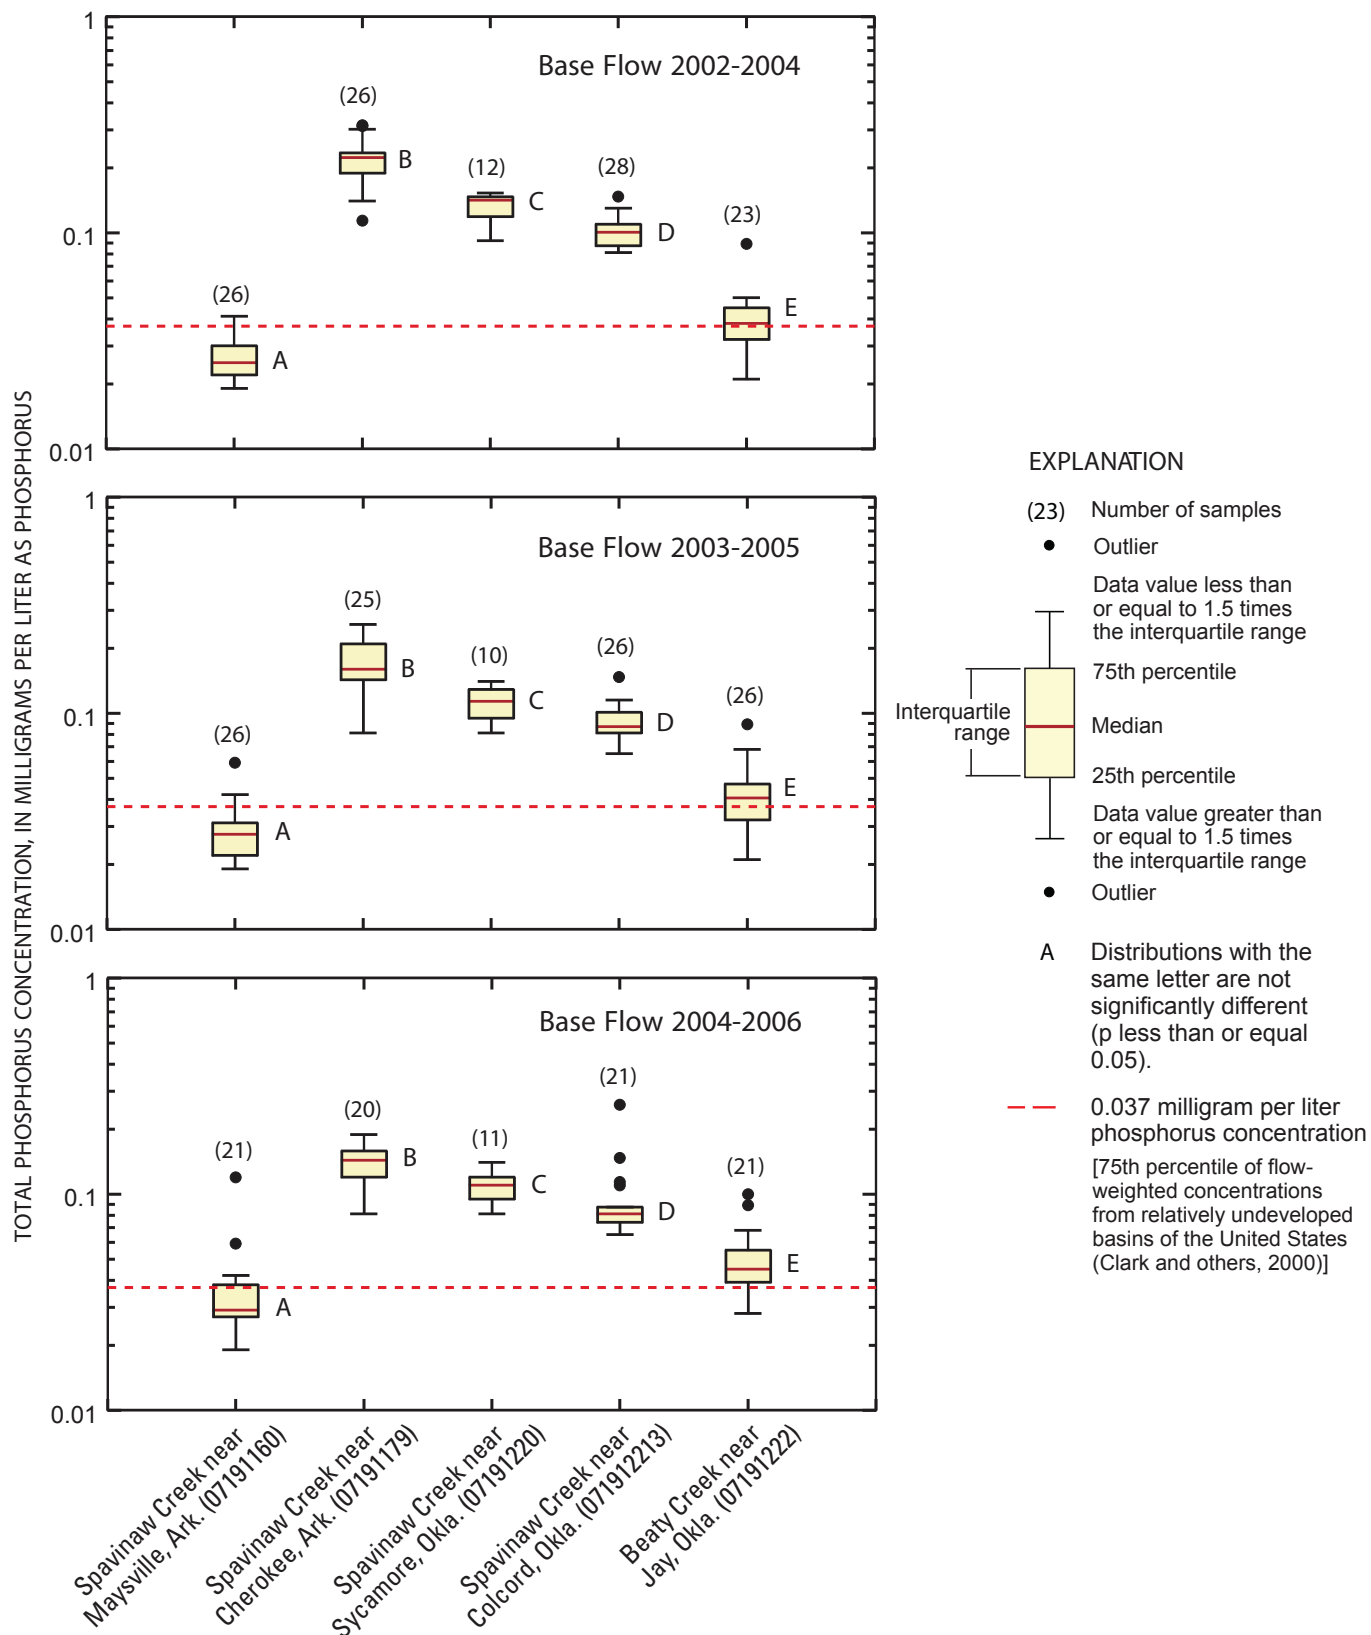 TOTAL PHOSPHORUS CONCENTRATION, IN MILLIGRAMS PER LITER AS PHOSPHORUS
1
0.1
0.01
Base Flow 2002-2004
(26)
(26)
(12)
(28)
(23)
A
B
C
D
E
1
0.1
0.01
Base Flow 2003-2005
(26)
(25)
(10)
(26)
(26)
A
B
C
D
E
1
0.1
0.01
Base Flow 2004-2006
(21)
(20)
(11)
(21)
(21)
A
B
C
D
E
Spavinaw Creek near
Maysville, Ark. (07191160)
Spavinaw Creek near
Cherokee, Ark. (07191179)
Spavinaw Creek near
Sycamore, Okla. (07191220)
Spavinaw Creek near
Colcord, Okla. (071912213)
Beaty Creek near
Jay, Okla. (07191222)
EXPLANATION
(23) Number of samples
Outlier
Data value less than
or equal to 1.5 times
the interquartile range
75th percentile
Interquartile
range
Median
25th percentile
Data value greater than
or equal to 1.5 times
the interquartile range
Outlier
A Distributions with the
same letter are not
significantly different
(p less than or equal
0.05).
0.037 milligram per liter
phosphorus concentration
[75th percentile of flow-
weighted concentrations
from relatively undeveloped
basins of the United States
(Clark and others, 2000)]